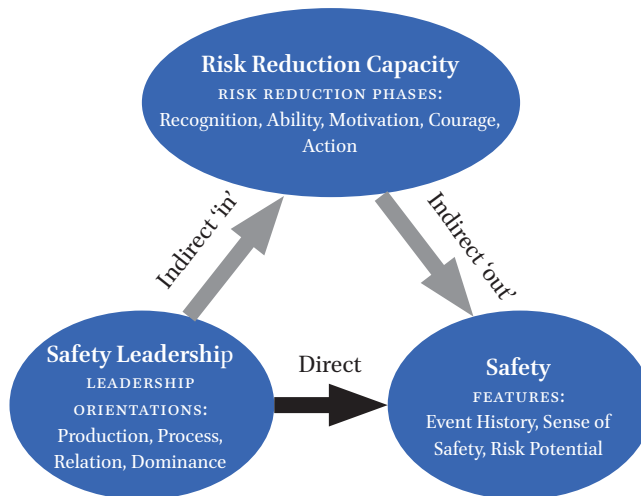 Risk Reduction Capacity
RISK REDUCTION PHASES:
Recognition, Ability, Motivation, Courage,
Action
Indirect ‘in’
Indirect ‘out’
Safety Leadership
LEADERSHIP
ORIENTATIONS:
Production, Process,
Relation, Dominance
Direct
Safety
FEATURES:
Event History, Sense of
Safety, Risk Potential